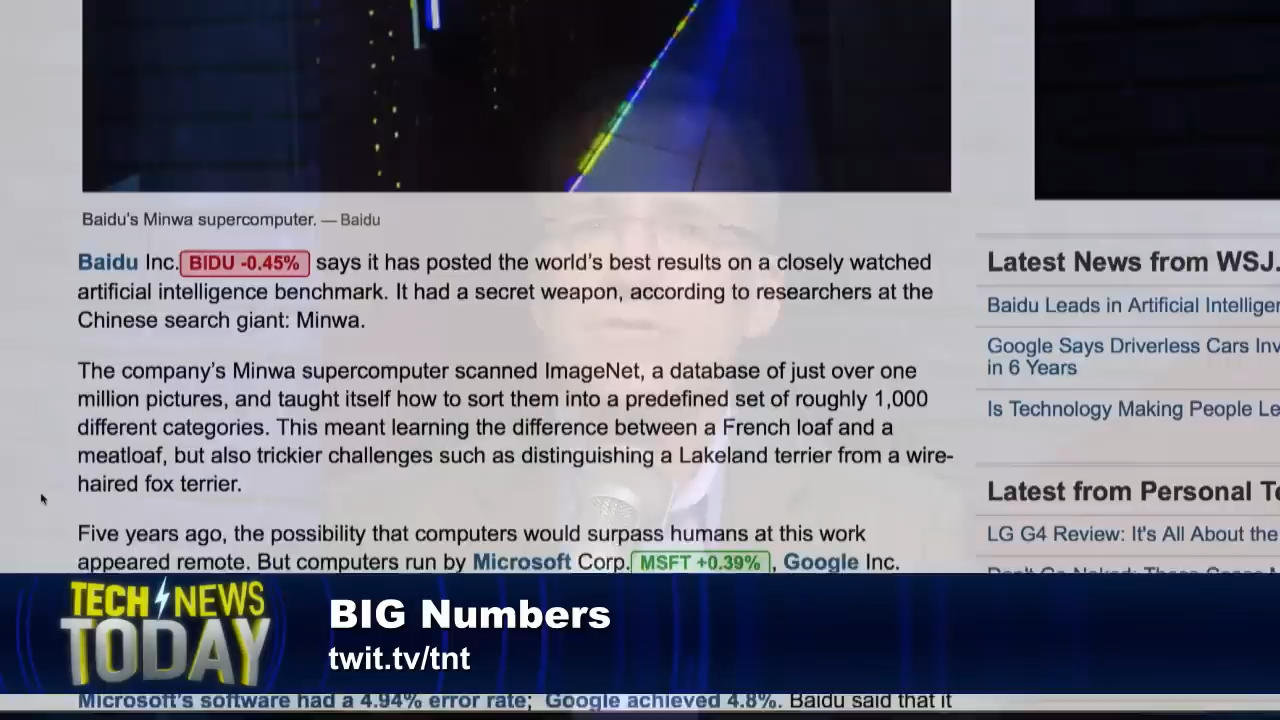 Baidu's Minwa supercomputer. — Baidu
Baidu Inc. BIDU -0.45% says it has posted the world's best results on a closely watched
artificial intelligence benchmark. It had a secret weapon, according to researchers at the
Chinese search giant: Minwa.
The company's Minwa supercomputer scanned ImageNet, a database of just over one
million pictures, and taught itself how to sort them into a predefined set of roughly 1,000
different categories. This meant learning the difference between a French loaf and a
meatloaf, but also trickier challenges such as distinguishing a Lakeland terrier from a wire-
haired fox terrier.
Five years ago, the possibility that computers would surpass humans at this work
appeared remote. But computers run by Microsoft Corp. MSFT +0.39% , Google Inc.
Microsoft's software had a 4.94% error rate; Google achieved 4.8%. Baidu said that it
Latest News from WSJ.
Baidu Leads in Artificial Intelliger
Google Says Driverless Cars Inv
in 6 Years
Is Technology Making People Le
Latest from Personal Te
LG G4 Review: It's All About the
TECH NEWS
TODAY
BIG Numbers
twit.tv/tnt